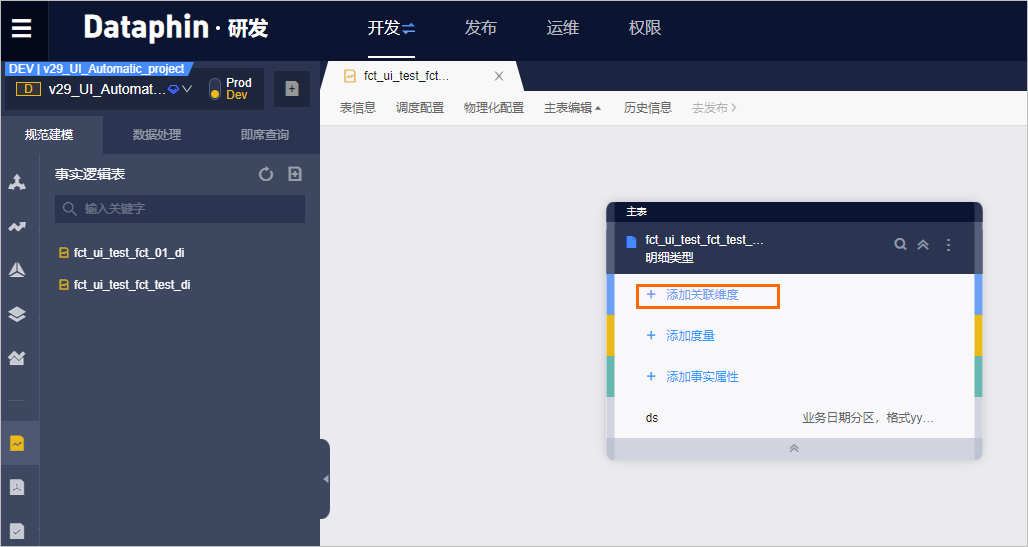 Dataphin · 研发
开发 发布 运维 权限
DEV | v29_UI_Automatic_project
D v29_UI_Automat... Prod
Dev
fct_ui_test_fct...
表信息 调度配置 物理化配置 主表编辑 历史信息 去发布
规范建模 数据处理 即席查询
事实逻辑表
输入关键字
fct_ui_test_fct_01_di
fct_ui_test_fct_test_di
主表
fct_ui_test_fct_test_...
明细类型
+ 添加关联维度
+ 添加度量
+ 添加事实属性
ds 业务日期分区，格式yy...